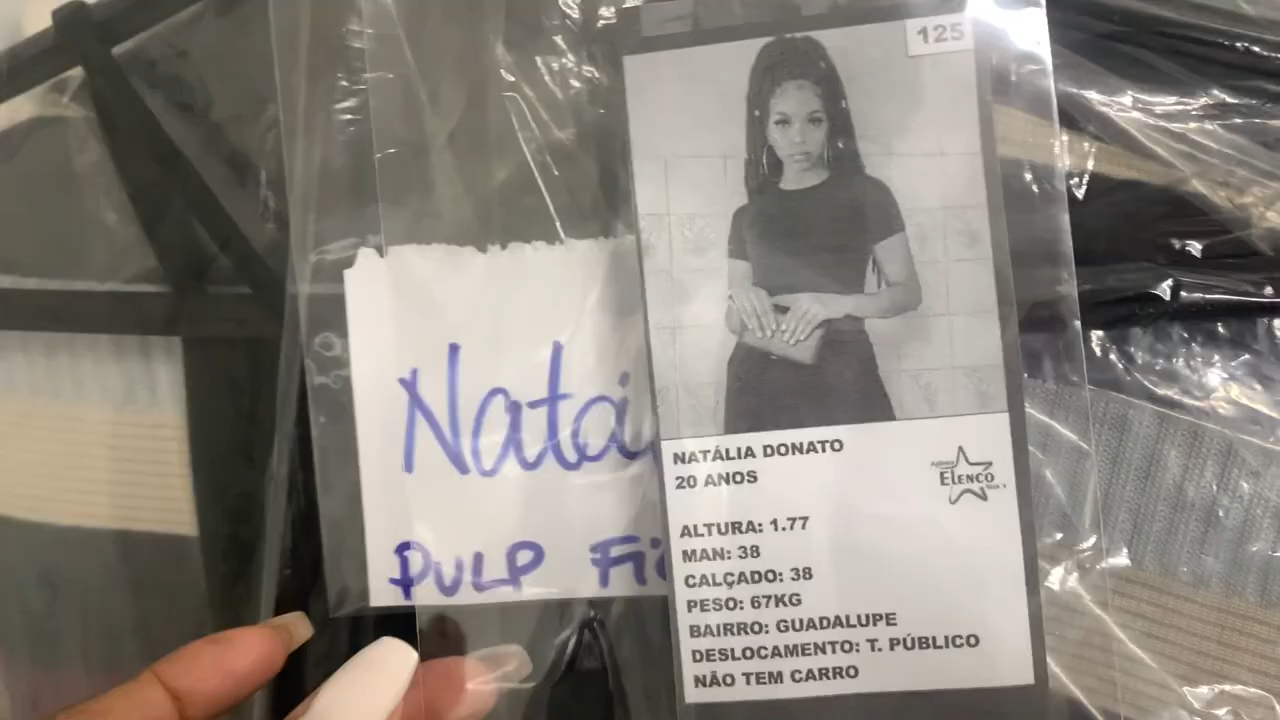 125
Natá
PULP Fi
NATÁLIA DONATO
20 ANOS
ELENCO
ALTURA: 1.77
MAN: 38
CALÇADO: 38
PESO: 67KG
BAIRRO: GUADALUPE
DESLOCAMENTO: T. PÚBLICO
NÃO TEM CARRO